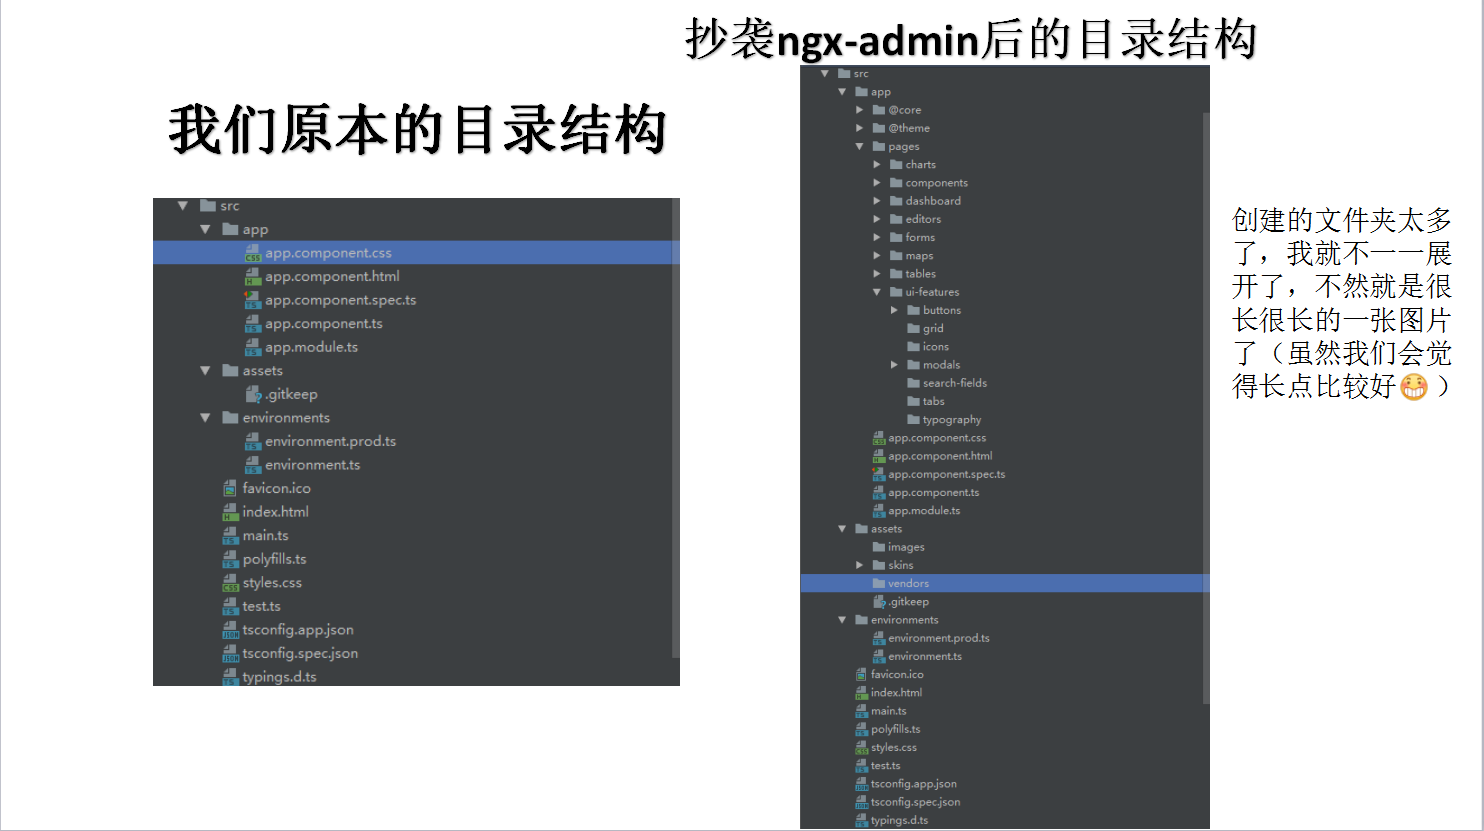 抄袭ngx-admin后的目录结构
我们原本的目录结构
src
app
app.component.css
app.component.html
app.component.spec.ts
app.component.ts
app.module.ts
assets
.gitkeep
environments
environment.prod.ts
environment.ts
favicon.ico
index.html
main.ts
polyfills.ts
styles.css
test.ts
tsconfig.app.json
tsconfig.spec.json
typings.d.ts
src
app
@core
@theme
pages
charts
components
dashboard
editors
forms
maps
tables
ui-features
buttons
grid
icons
modals
search-fields
tabs
typography
app.component.css
app.component.html
app.component.spec.ts
app.component.ts
app.module.ts
assets
images
skins
vendors
.gitkeep
environments
environment.prod.ts
environment.ts
favicon.ico
index.html
main.ts
polyfills.ts
styles.css
test.ts
tsconfig.app.json
tsconfig.spec.json
typings.d.ts
创建的文件夹太多
了，我就不一一展
开了，不然就是很
长很长的一张图片
了（虽然我们会觉
得长点比较好😁）